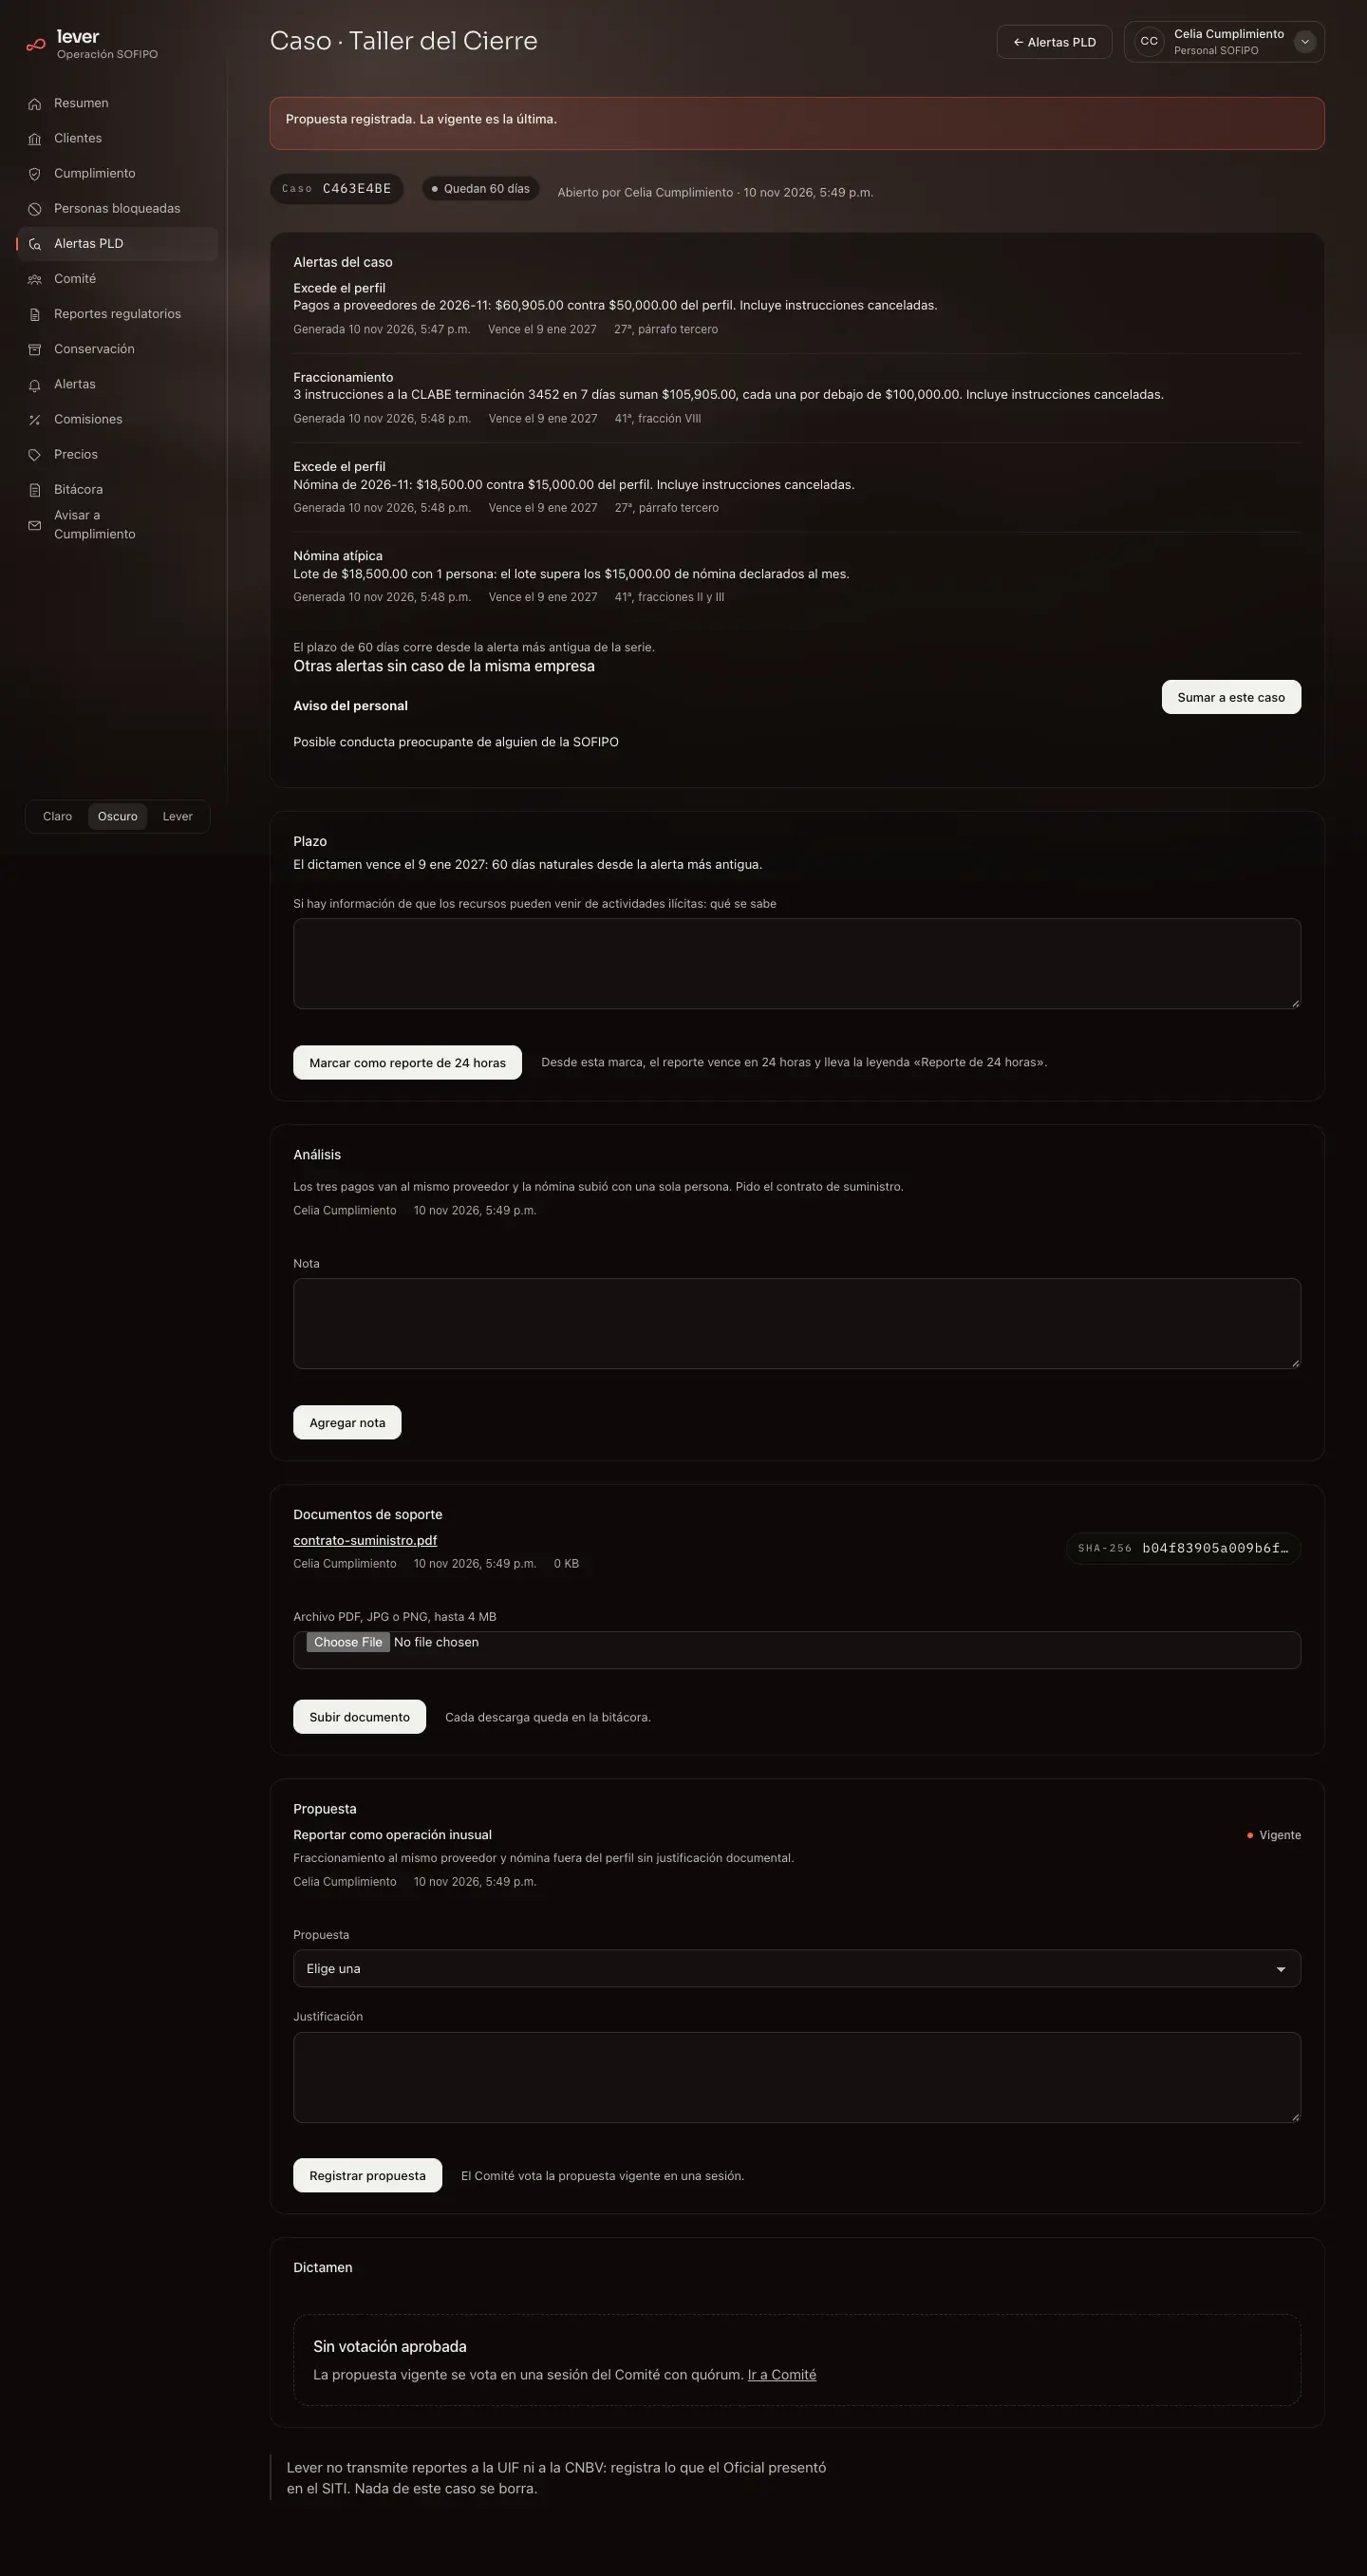 lever
Operación SOFIPO
Resumen
Clientes
Cumplimiento
Personas bloqueadas
Alertas PLD
Comité
Reportes regulatorios
Conservación
Alertas
Comisiones
Precios
Bitácora
Avisar a
Cumplimiento
Claro Oscuro Lever
Caso · Taller del Cierre
← Alertas PLD
CC
Celia Cumplimiento
Personal SOFIPO
Propuesta registrada. La vigente es la última.
Caso C463E4BE
Quedan 60 días
Abierto por Celia Cumplimiento · 10 nov 2026, 5:49 p.m.
Alertas del caso
Excede el perfil
Pagos a proveedores de 2026-11: $60,905.00 contra $50,000.00 del perfil. Incluye instrucciones canceladas.
Generada 10 nov 2026, 5:47 p.m. Vence el 9 ene 2027 27ª, párrafo tercero
Fraccionamiento
3 instrucciones a la CLABE terminación 3452 en 7 días suman $105,905.00, cada una por debajo de $100,000.00. Incluye instrucciones canceladas.
Generada 10 nov 2026, 5:48 p.m. Vence el 9 ene 2027 41ª, fracción VIII
Excede el perfil
Nómina de 2026-11: $18,500.00 contra $15,000.00 del perfil. Incluye instrucciones canceladas.
Generada 10 nov 2026, 5:48 p.m. Vence el 9 ene 2027 27ª, párrafo tercero
Nómina atípica
Lote de $18,500.00 con 1 persona: el lote supera los $15,000.00 de nómina declarados al mes.
Generada 10 nov 2026, 5:48 p.m. Vence el 9 ene 2027 41ª, fracciones II y III
El plazo de 60 días corre desde la alerta más antigua de la serie.
Otras alertas sin caso de la misma empresa
Aviso del personal
Sumar a este caso
Posible conducta preocupante de alguien de la SOFIPO
Plazo
El dictamen vence el 9 ene 2027: 60 días naturales desde la alerta más antigua.
Si hay información de que los recursos pueden venir de actividades ilícitas: qué se sabe
Marcar como reporte de 24 horas
Desde esta marca, el reporte vence en 24 horas y lleva la leyenda «Reporte de 24 horas».
Análisis
Los tres pagos van al mismo proveedor y la nómina subió con una sola persona. Pido el contrato de suministro.
Celia Cumplimiento 10 nov 2026, 5:49 p.m.
Nota
Agregar nota
Documentos de soporte
contrato-suministro.pdf
SHA-256 b04f83905a009b6f…
Celia Cumplimiento 10 nov 2026, 5:49 p.m. 0 KB
Archivo PDF, JPG o PNG, hasta 4 MB
Choose File No file chosen
Subir documento
Cada descarga queda en la bitácora.
Propuesta
Reportar como operación inusual
Vigente
Fraccionamiento al mismo proveedor y nómina fuera del perfil sin justificación documental.
Celia Cumplimiento 10 nov 2026, 5:49 p.m.
Propuesta
Elige una
Justificación
Registrar propuesta
El Comité vota la propuesta vigente en una sesión.
Dictamen
Sin votación aprobada
La propuesta vigente se vota en una sesión del Comité con quórum. Ir a Comité
Lever no transmite reportes a la UIF ni a la CNBV: registra lo que el Oficial presentó
en el SITI. Nada de este caso se borra.